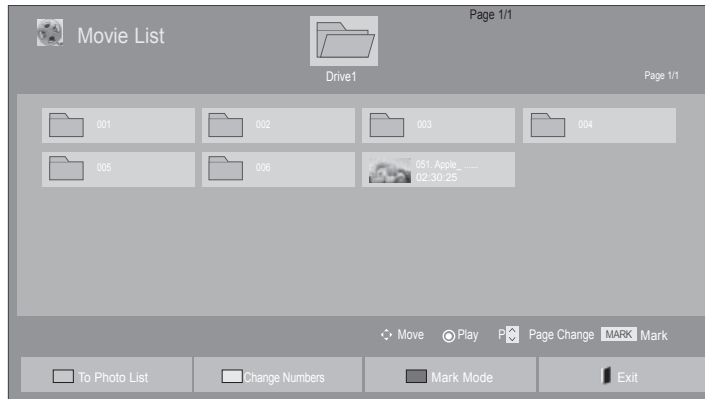 Page 1/1
Movie List
Drive1
Page 1/1
001 002 003 004
005 006 051. Apple_ ......
02:30:25
Move Play P Page Change MARK Mark
To Photo List Change Numbers Mark Mode Exit